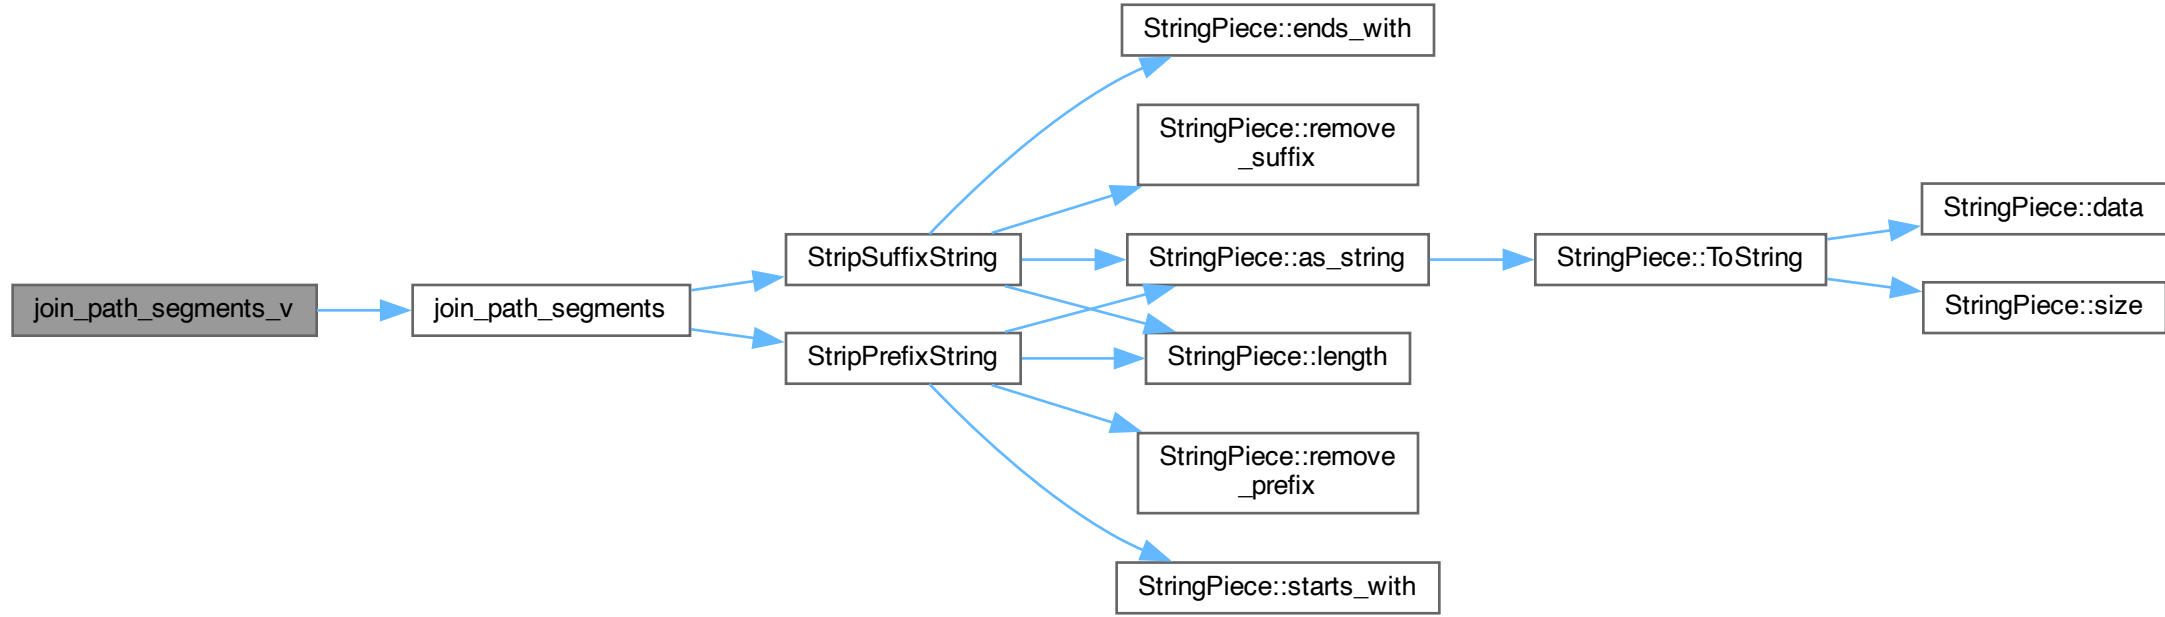 join_path_segments_v
join_path_segments
StripSuffixString
StripPrefixString
StringPiece::ends_with
StringPiece::remove
_suffix
StringPiece::as_string
StringPiece::length
StringPiece::remove
_prefix
StringPiece::starts_with
StringPiece::ToString
StringPiece::data
StringPiece::size